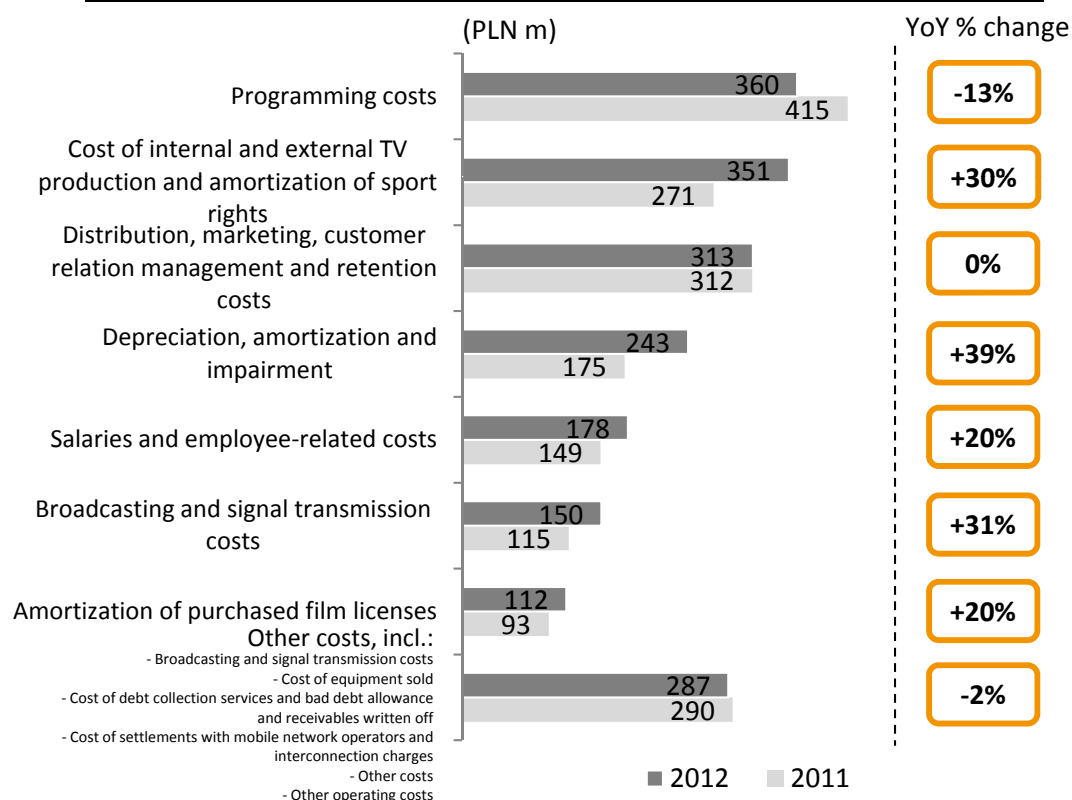 (PLN m)
YoY % change
Programming costs
360
415
-13%
Cost of internal and external TV
production and amortization of sport
rights
351
271
+30%
Distribution, marketing, customer
relation management and retention
costs
313
312
0%
Depreciation, amortization and
impairment
243
175
+39%
Salaries and employee-related costs
178
149
+20%
Broadcasting and signal transmission
costs
150
115
+31%
Amortization of purchased film licenses
112
93
+20%
Other costs, incl.:
- Broadcasting and signal transmission costs
- Cost of equipment sold
- Cost of debt collection services and bad debt allowance
and receivables written off
- Cost of settlements with mobile network operators and
interconnection charges
- Other costs
- Other operating costs
287
290
-2%
2012
2011